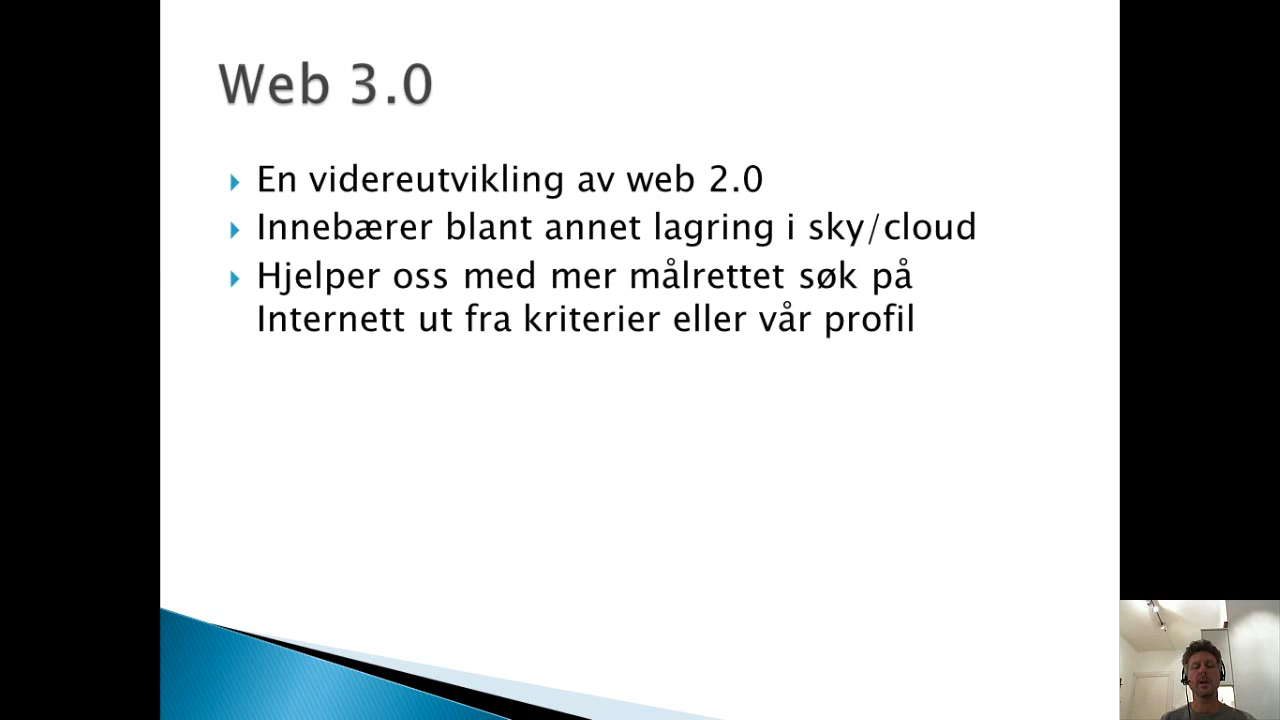 Web 3.0
En videreutvikling av web 2.0
Innebærer blant annet lagring i sky/cloud
Hjelper oss med mer målrettet søk på
Internett ut fra kriterier eller vår profil